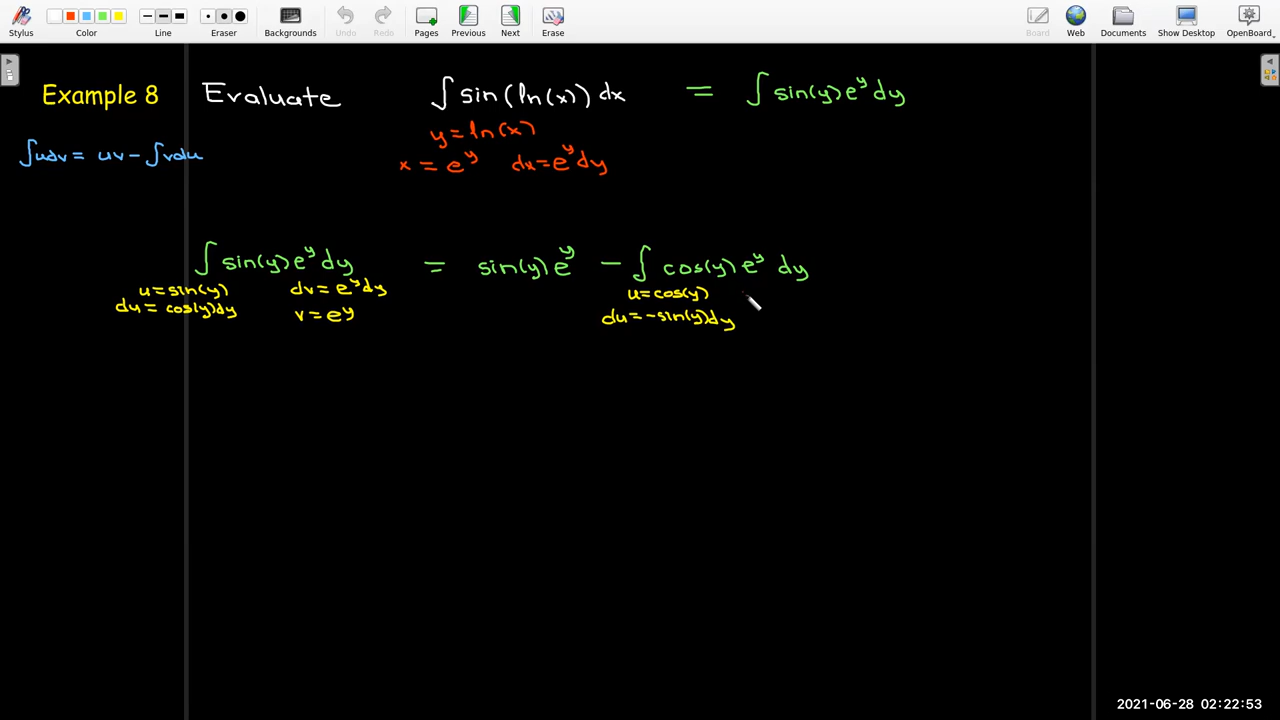 Stylus Color Line Eraser Backgrounds Undo Redo Pages Previous Next Erase Board Web Documents Show Desktop OpenBoard
Example 8 Evaluate ∫ sin(ln(x)) dx = ∫ sin(y) e^y dy
y = ln(x)
∫ u dv = uv - ∫ v du
x = e^y dx = e^y dy
∫ sin(y) e^y dy = sin(y) e^y - ∫ cos(y) e^y dy
u = sin(y) dv = e^y dy u = cos(y)
du = cos(y) dy v = e^y du = -sin(y) dy
2021-06-28 02:22:53